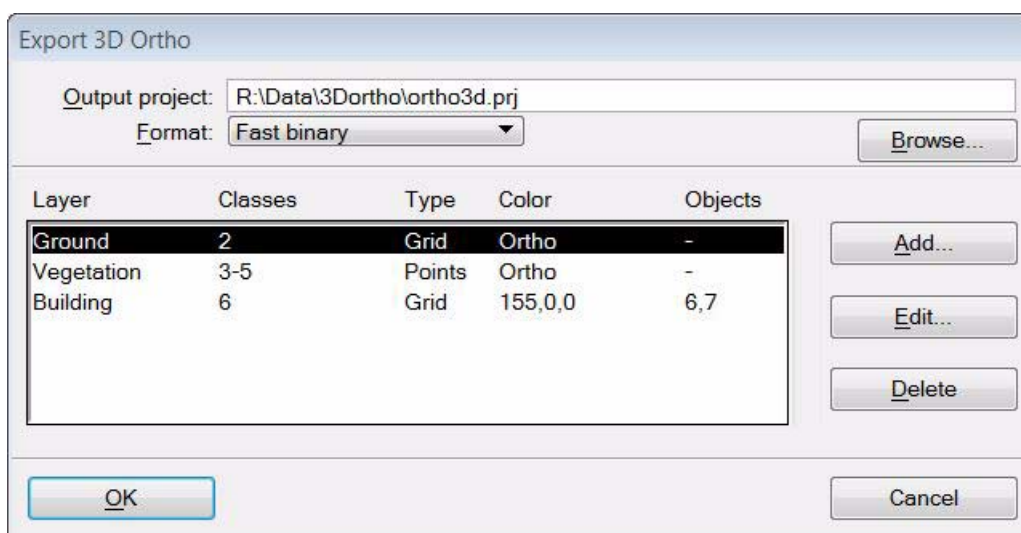 Export 3D Ortho
Output project: R:\Data\3Dortho\ortho3d.prj
Format: Fast binary
Browse...
Layer Classes Type Color Objects
Ground 2 Grid Ortho -
Vegetation 3-5 Points Ortho -
Building 6 Grid 155,0,0 6,7
Add...
Edit...
Delete
OK Cancel